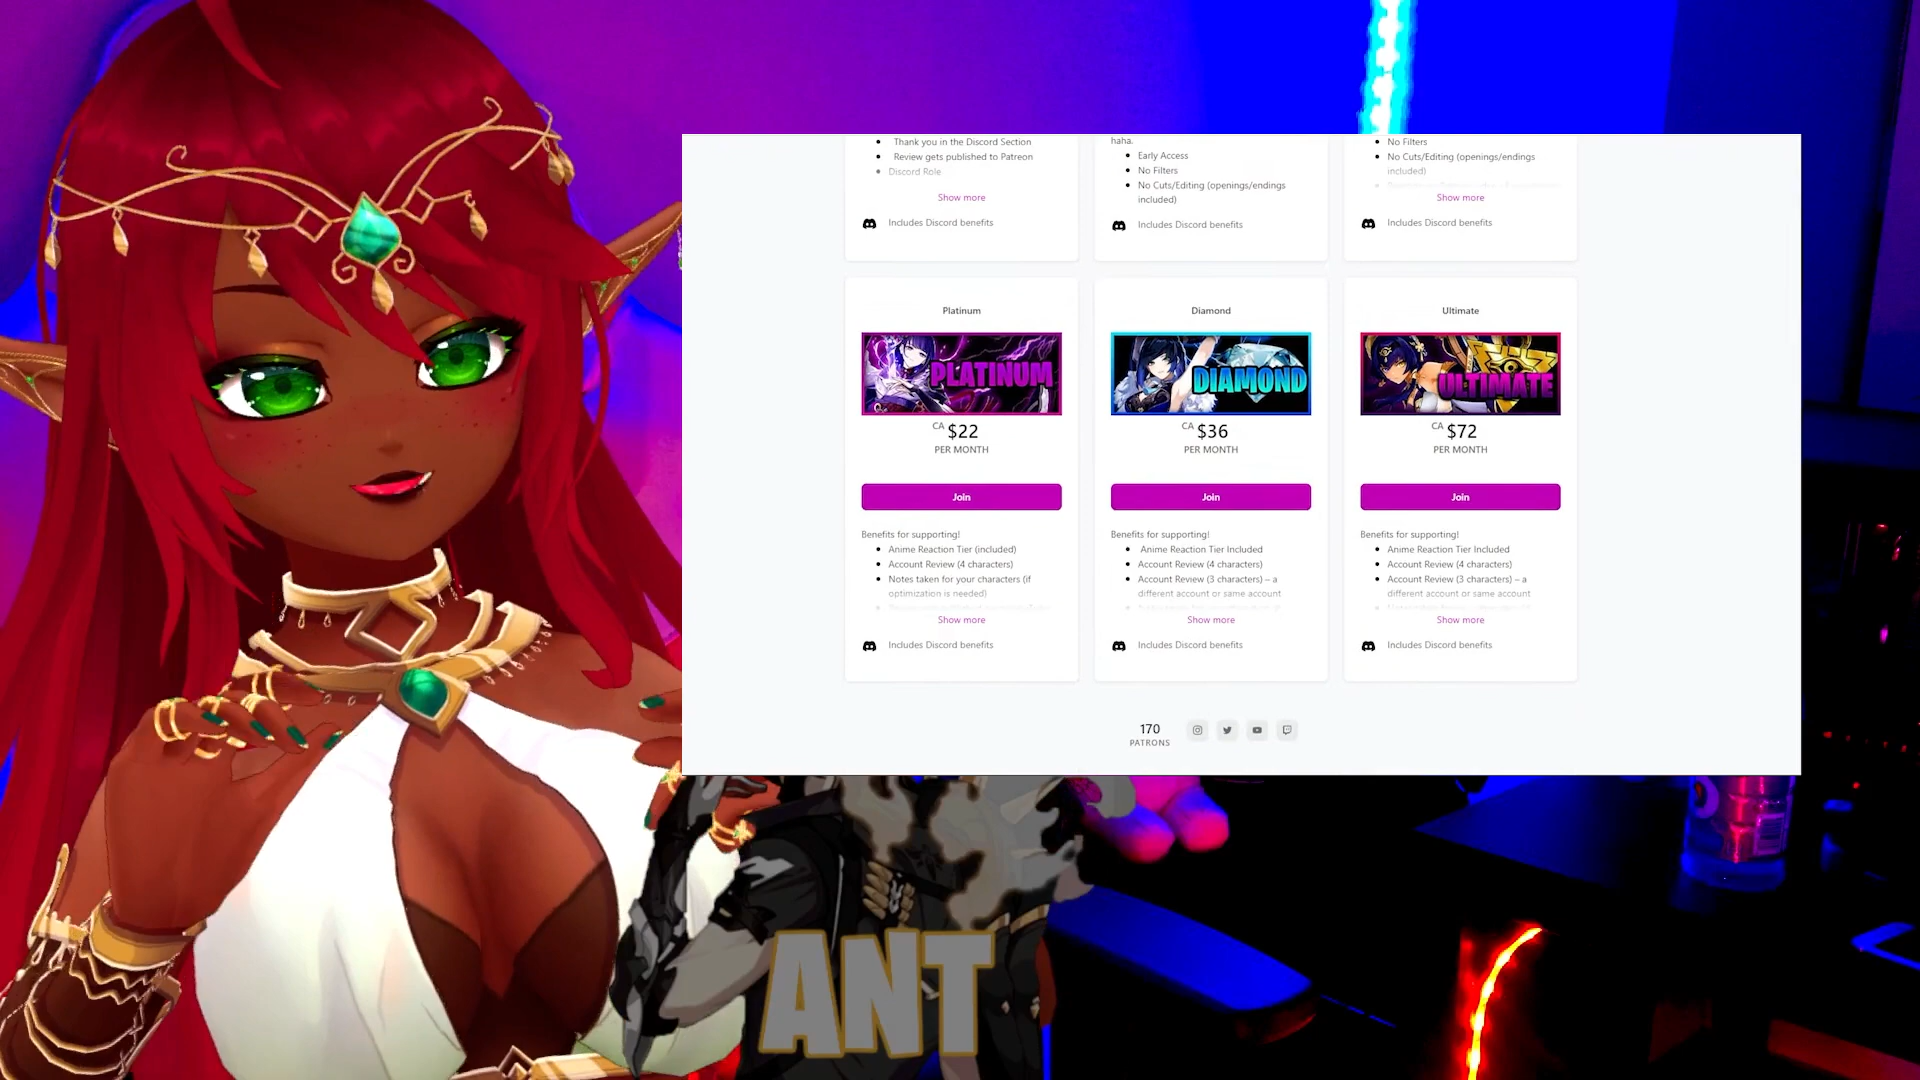 Thank you in the Discord Section
Review gets published to Patreon
Discord Role
Show more
Includes Discord benefits
haha.
Early Access
No Filters
No Cuts/Editing (openings/endings
included)
Includes Discord benefits
No Filters
No Cuts/Editing (openings/endings
included)
Show more
Includes Discord benefits
Platinum
PLATINUM
CA $22
PER MONTH
Join
Benefits for supporting!
Anime Reaction Tier (included)
Account Review (4 characters)
Notes taken for your characters (if
optimization is needed)
Show more
Includes Discord benefits
Diamond
DIAMOND
CA $36
PER MONTH
Join
Benefits for supporting!
Anime Reaction Tier Included
Account Review (4 characters)
Account Review (3 characters) – a
different account or same account
Show more
Includes Discord benefits
Ultimate
ULTIMATE
CA $72
PER MONTH
Join
Benefits for supporting!
Anime Reaction Tier Included
Account Review (4 characters)
Account Review (3 characters) – a
different account or same account
Show more
Includes Discord benefits
170
PATRONS
ANT